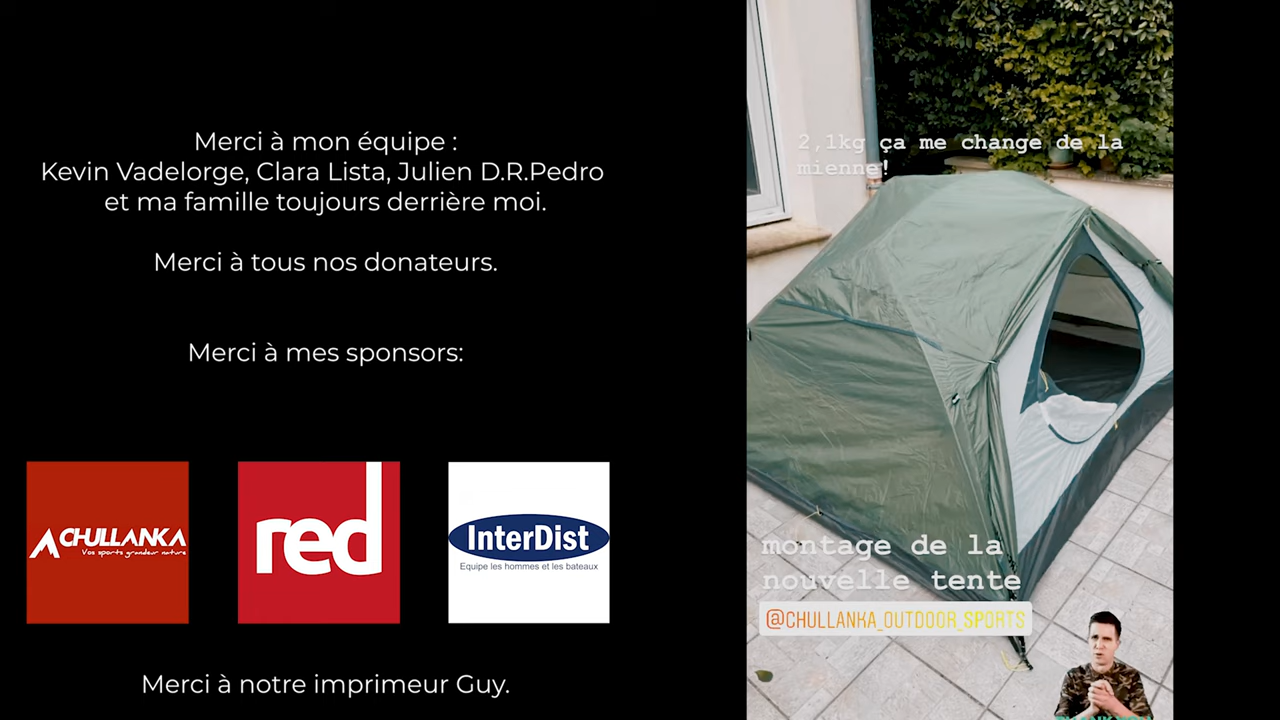 Merci à mon équipe :
Kevin Vadelorge, Clara Lista, Julien D.R.Pedro
et ma famille toujours derrière moi.
Merci à tous nos donateurs.
Merci à mes sponsors:
CHULLANKA
Vos sports grandeur nature
red
InterDist
Equipe les hommes et les bateaux
Merci à notre imprimeur Guy.
2,1kg ça me change de la
mienne!
montage de la
nouvelle tente
@CHULLANKA_OUTDOOR_SPORTS